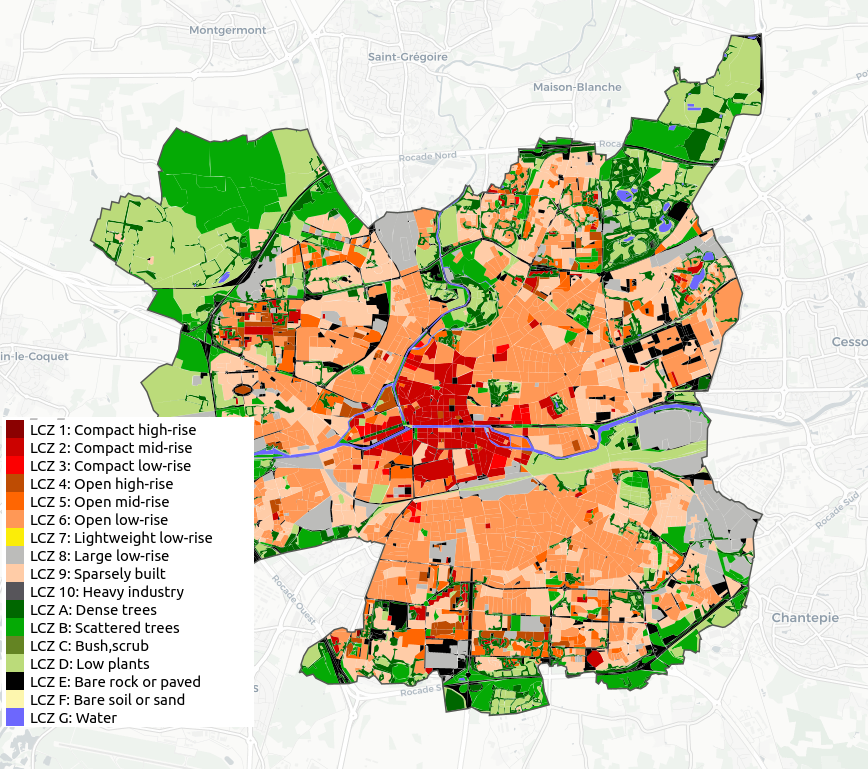 Montgermont
Saint-Grégoire
Maison-Blanche
Rocade Nord
Roca
in-le-Coquet
Cesso
LCZ 1: Compact high-rise
LCZ 2: Compact mid-rise
LCZ 3: Compact low-rise
LCZ 4: Open high-rise
LCZ 5: Open mid-rise
LCZ 6: Open low-rise
LCZ 7: Lightweight low-rise
LCZ 8: Large low-rise
LCZ 9: Sparsely built
LCZ 10: Heavy industry
LCZ A: Dense trees
LCZ B: Scattered trees
LCZ C: Bush,scrub
LCZ D: Low plants
LCZ E: Bare rock or paved
LCZ F: Bare soil or sand
LCZ G: Water
Rocade Sud
Rocade Ouest
Chantepie
Rocade S